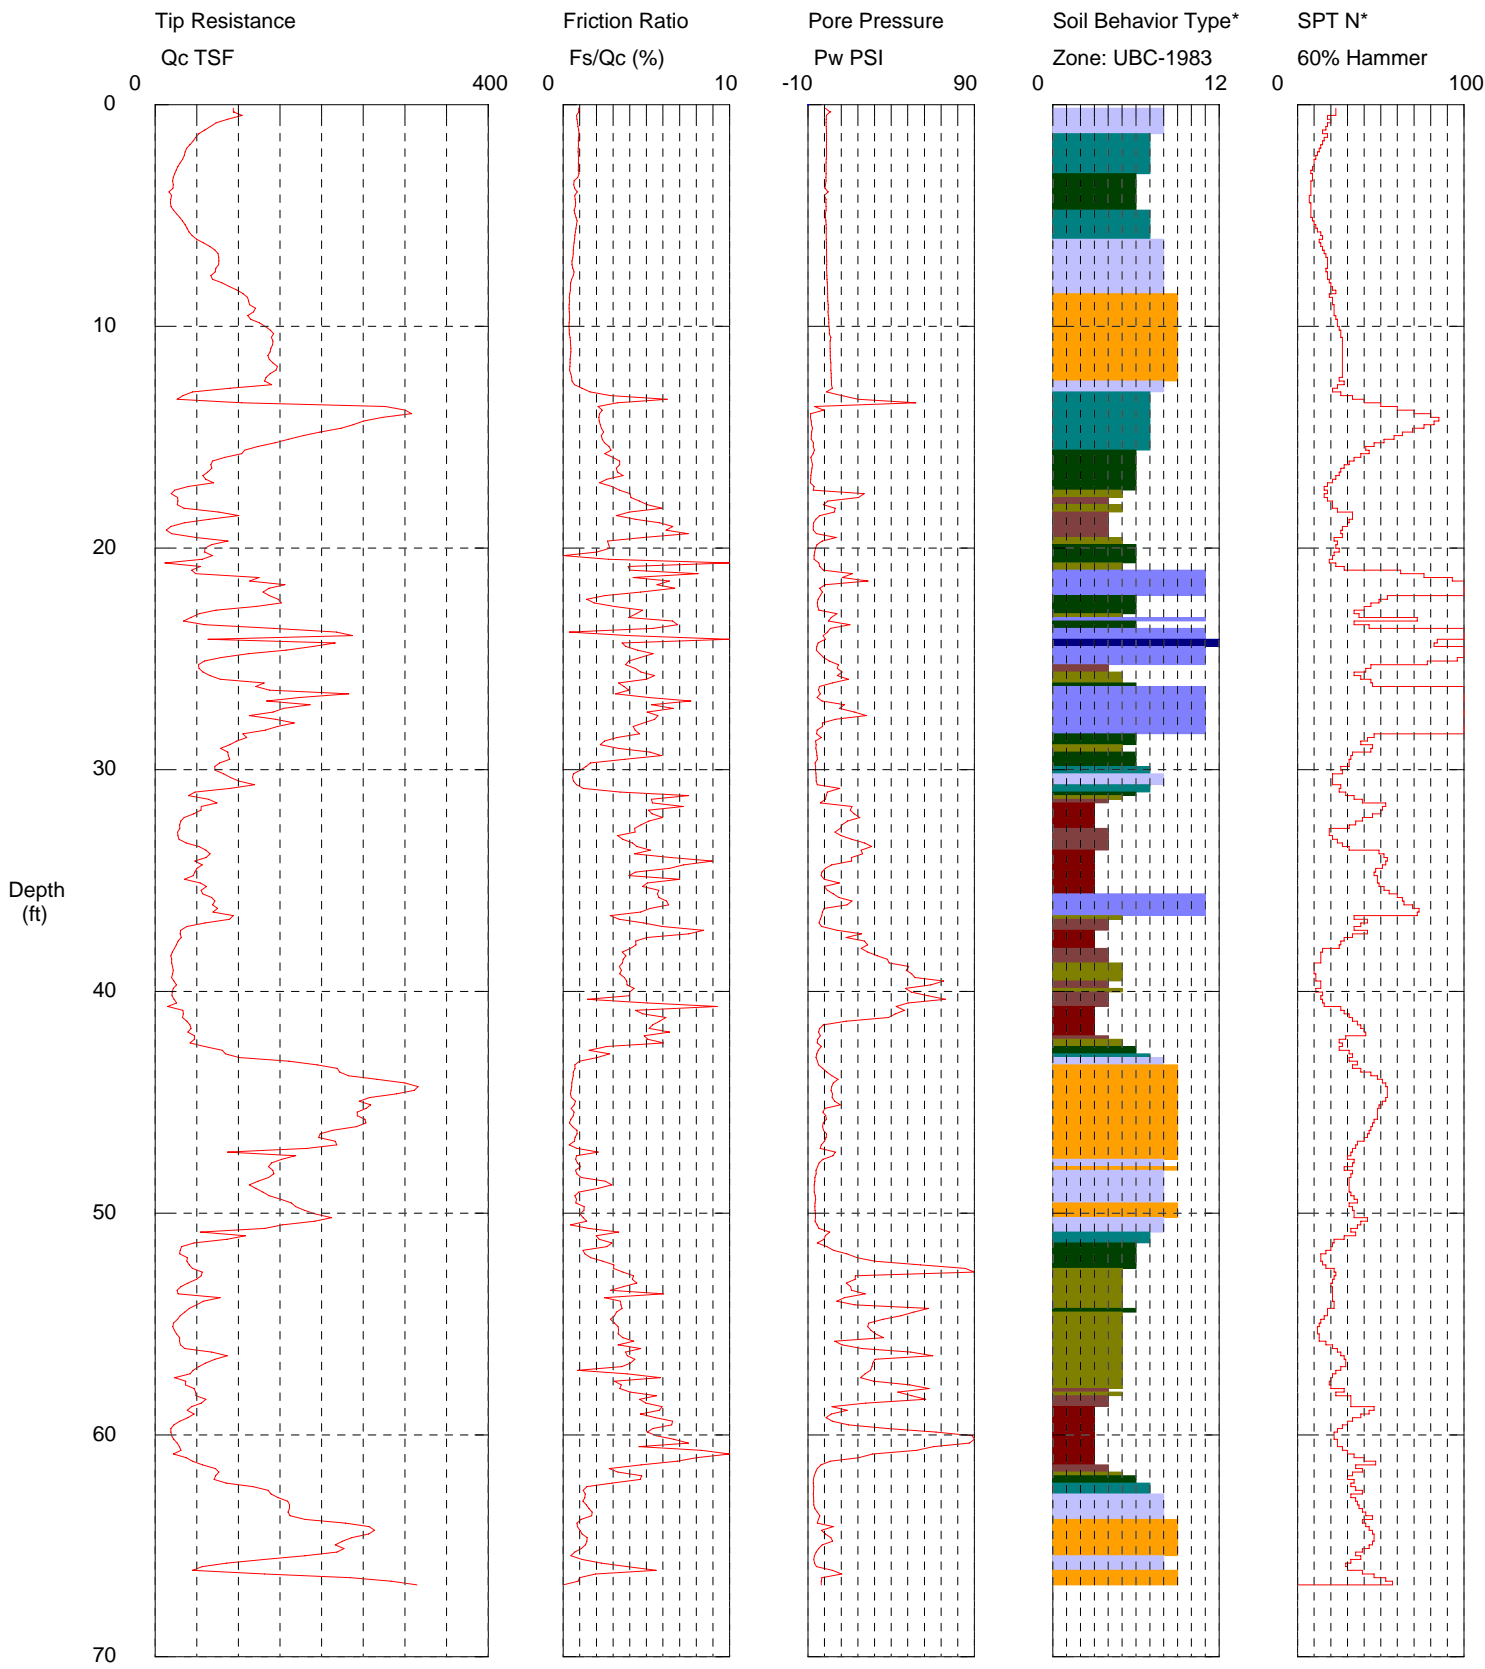 Tip Resistance Friction Ratio Pore Pressure Soil Behavior Type* SPT N*
Qc TSF Fs/Qc (%) Pw PSI Zone: UBC-1983 60% Hammer
0 400 0 10 -10 90 0 12 0 100
0
10
20
30
Depth
(ft)
40
50
60
70